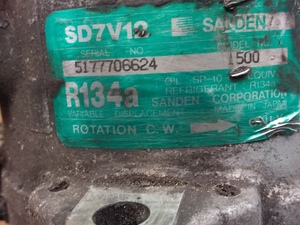 SD7V12 SANDEN
SERIAL NO MODEL NO.
5177706624 1500
OIL SP-10 EQUIV
R134a REFRIGERANT R134a
SANDEN CORPORATION
VARIABLE DISPLACEMENT MADE IN JAPAN
ROTATION C.W.